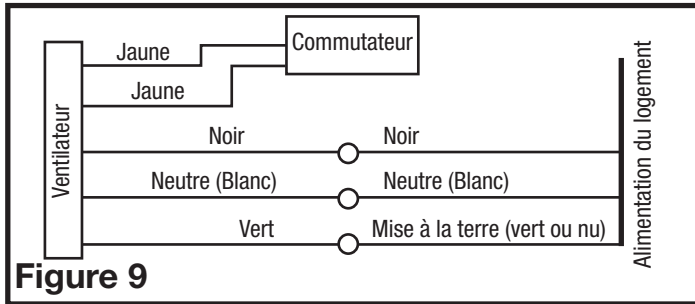 Commutateur
Jaune
Jaune
Ventilateur
Noir
Noir
Neutre (Blanc)
Neutre (Blanc)
Vert
Mise à la terre (vert ou nu)
Alimentation du logement
Figure 9